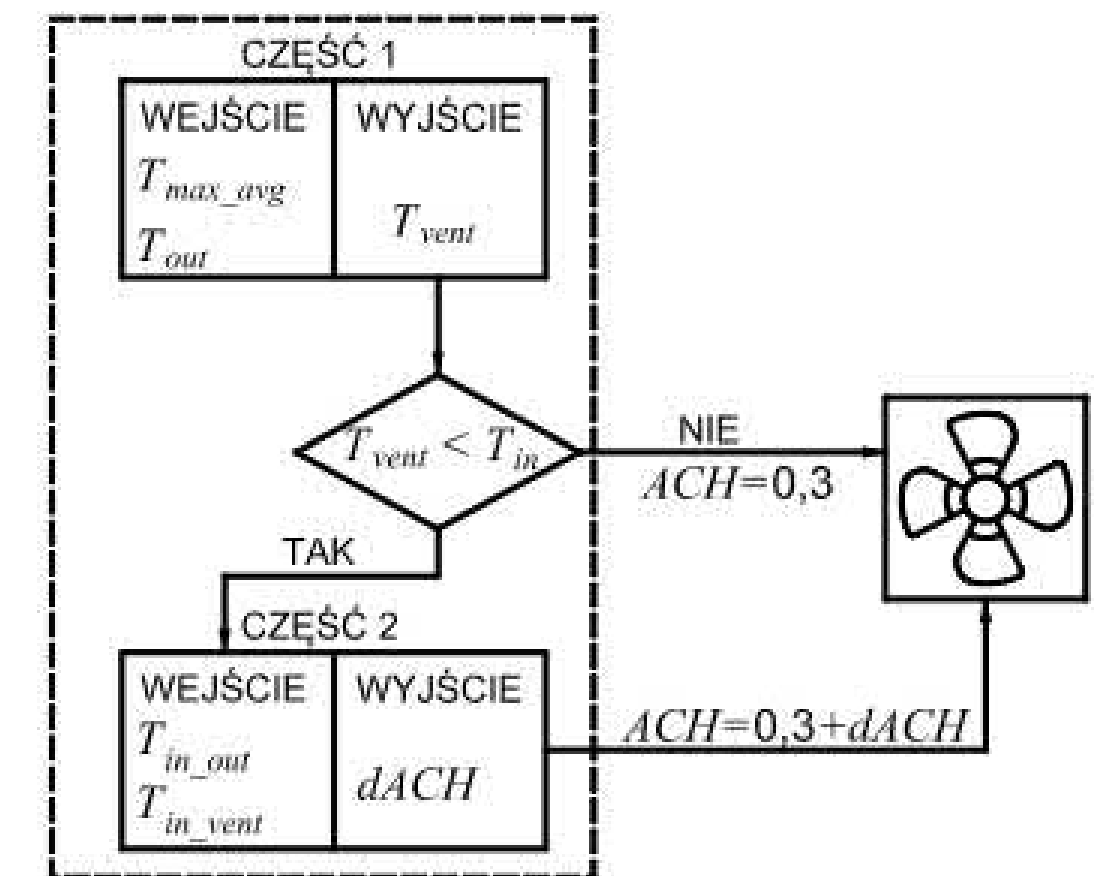 CZĘŚĆ 1
WEJŚCIE
T_max_avg
T_out
WYJŚCIE
T_vent
T_vent < T_in
NIE
ACH=0,3
TAK
CZĘŚĆ 2
WEJŚCIE
T_in_out
T_in_vent
WYJŚCIE
dACH
ACH=0,3+dACH